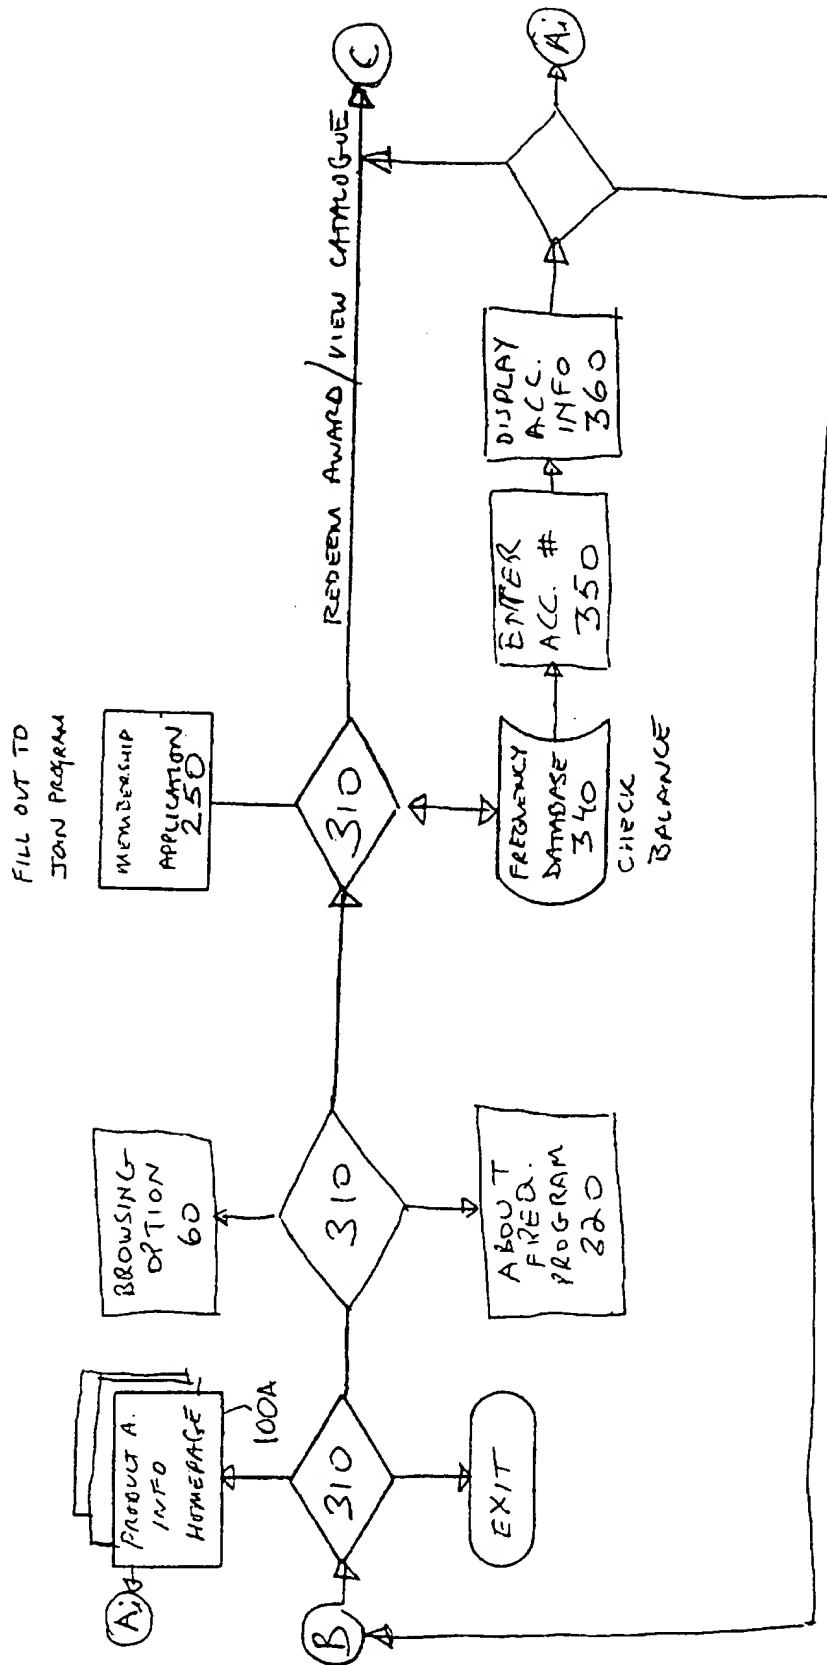 FILL OUT TO
JOIN PROGRAM
MEMBERSHIP
APPLICATION
250
BROWSING
OPTION
60
PRODUCT A.
INFO
HOMEPAGE
100A
Ai
B
310
310
310
REDEEM AWARD/VIEW CATALOGUE
C
EXIT
ABOUT
FREQ.
PROGRAM
320
FREQUENCY
DATABASE
340
CHECK
BALANCE
ENTER
ACC. #
350
DISPLAY
ACC.
INFO
360
Ai